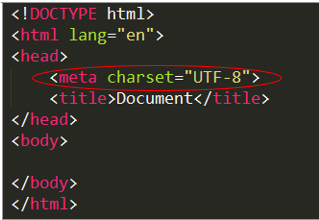 <!DOCTYPE html>
<html lang="en">
<head>
<meta charset="UTF-8">
<title>Document</title>
</head>
<body>
</body>
</html>